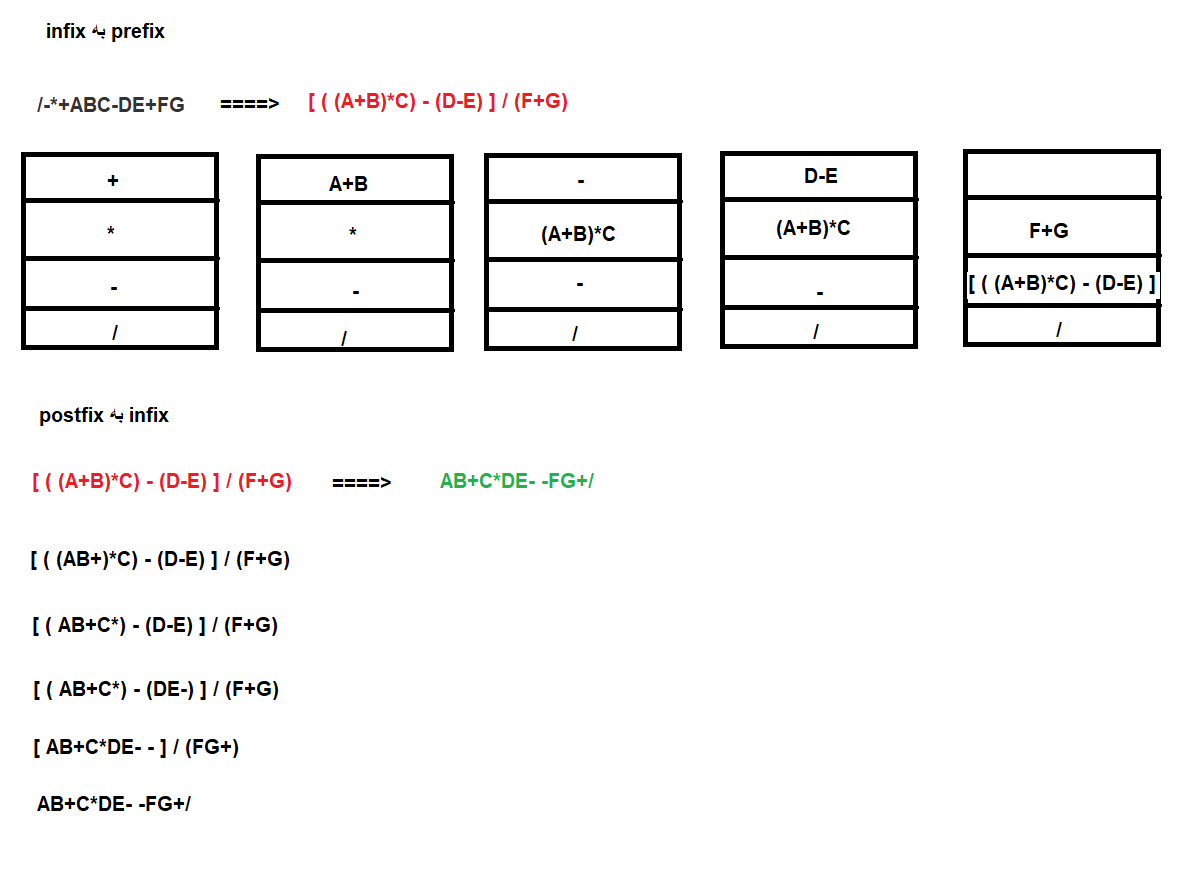 infix به prefix
/-*+ABC-DE+FG ====> [ ( (A+B)*C) - (D-E) ] / (F+G)
+ A+B - D-E
* * (A+B)*C (A+B)*C F+G
- - - - [ ( (A+B)*C) - (D-E) ]
/ / / / /
postfix به infix
[ ( (A+B)*C) - (D-E) ] / (F+G) ====> AB+C*DE- -FG+/
[ ( (AB+)*C) - (D-E) ] / (F+G)
[ ( AB+C*) - (D-E) ] / (F+G)
[ ( AB+C*) - (DE-) ] / (F+G)
[ AB+C*DE- - ] / (FG+)
AB+C*DE- -FG+/